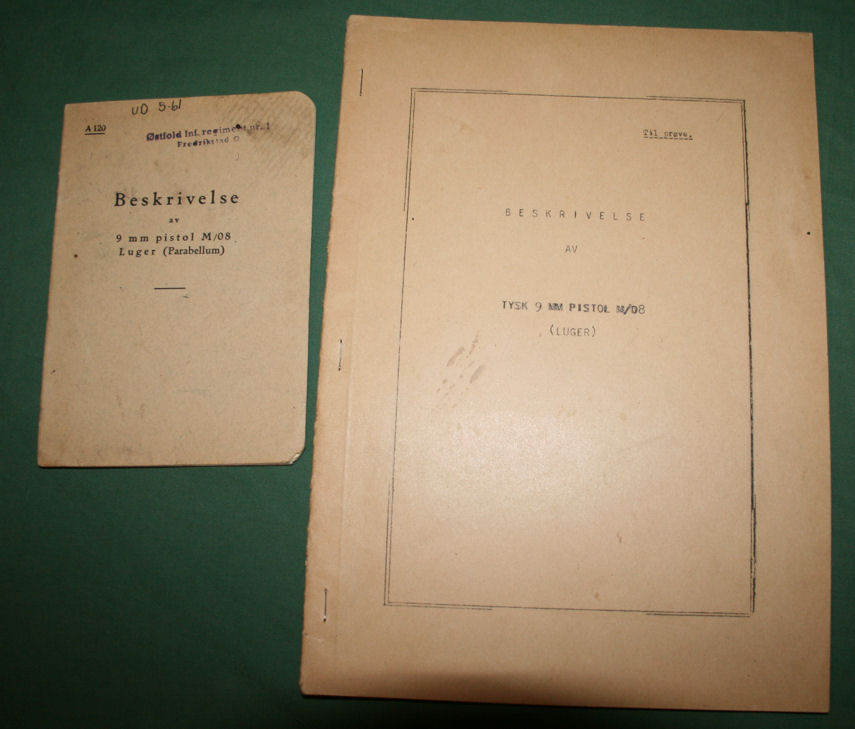 UD 5-61
A 120
Østfold Inf. regiment nr. 1
Fredrikstad
Beskrivelse
av
9 mm pistol M/08
Luger (Parabellum)
Til prøve.
BESKRIVELSE
AV
TYSK 9 MM PISTOL M/08
(LUGER)